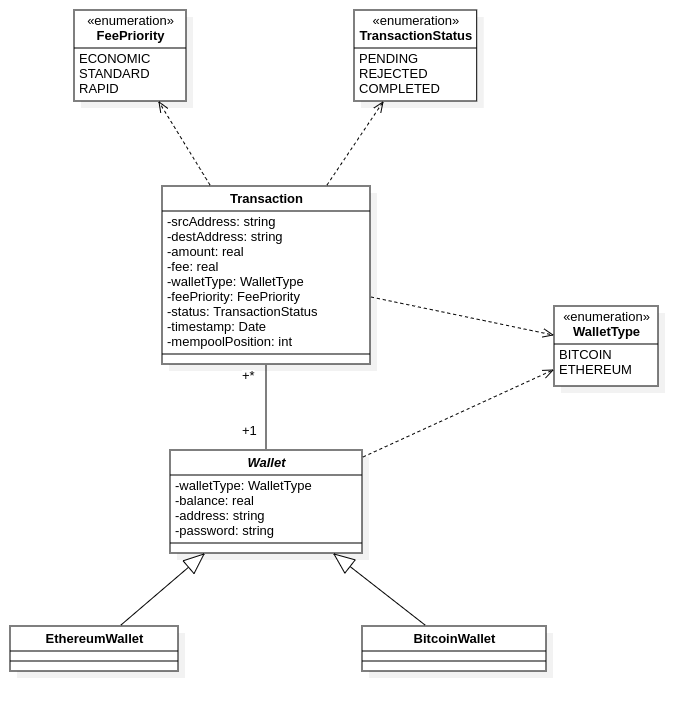 «enumeration»
FeePriority
ECONOMIC
STANDARD
RAPID
«enumeration»
TransactionStatus
PENDING
REJECTED
COMPLETED
Transaction
-srcAddress: string
-destAddress: string
-amount: real
-fee: real
-walletType: WalletType
-feePriority: FeePriority
-status: TransactionStatus
-timestamp: Date
-mempoolPosition: int
«enumeration»
WalletType
BITCOIN
ETHEREUM
+*
+1
Wallet
-walletType: WalletType
-balance: real
-address: string
-password: string
EthereumWallet
BitcoinWallet